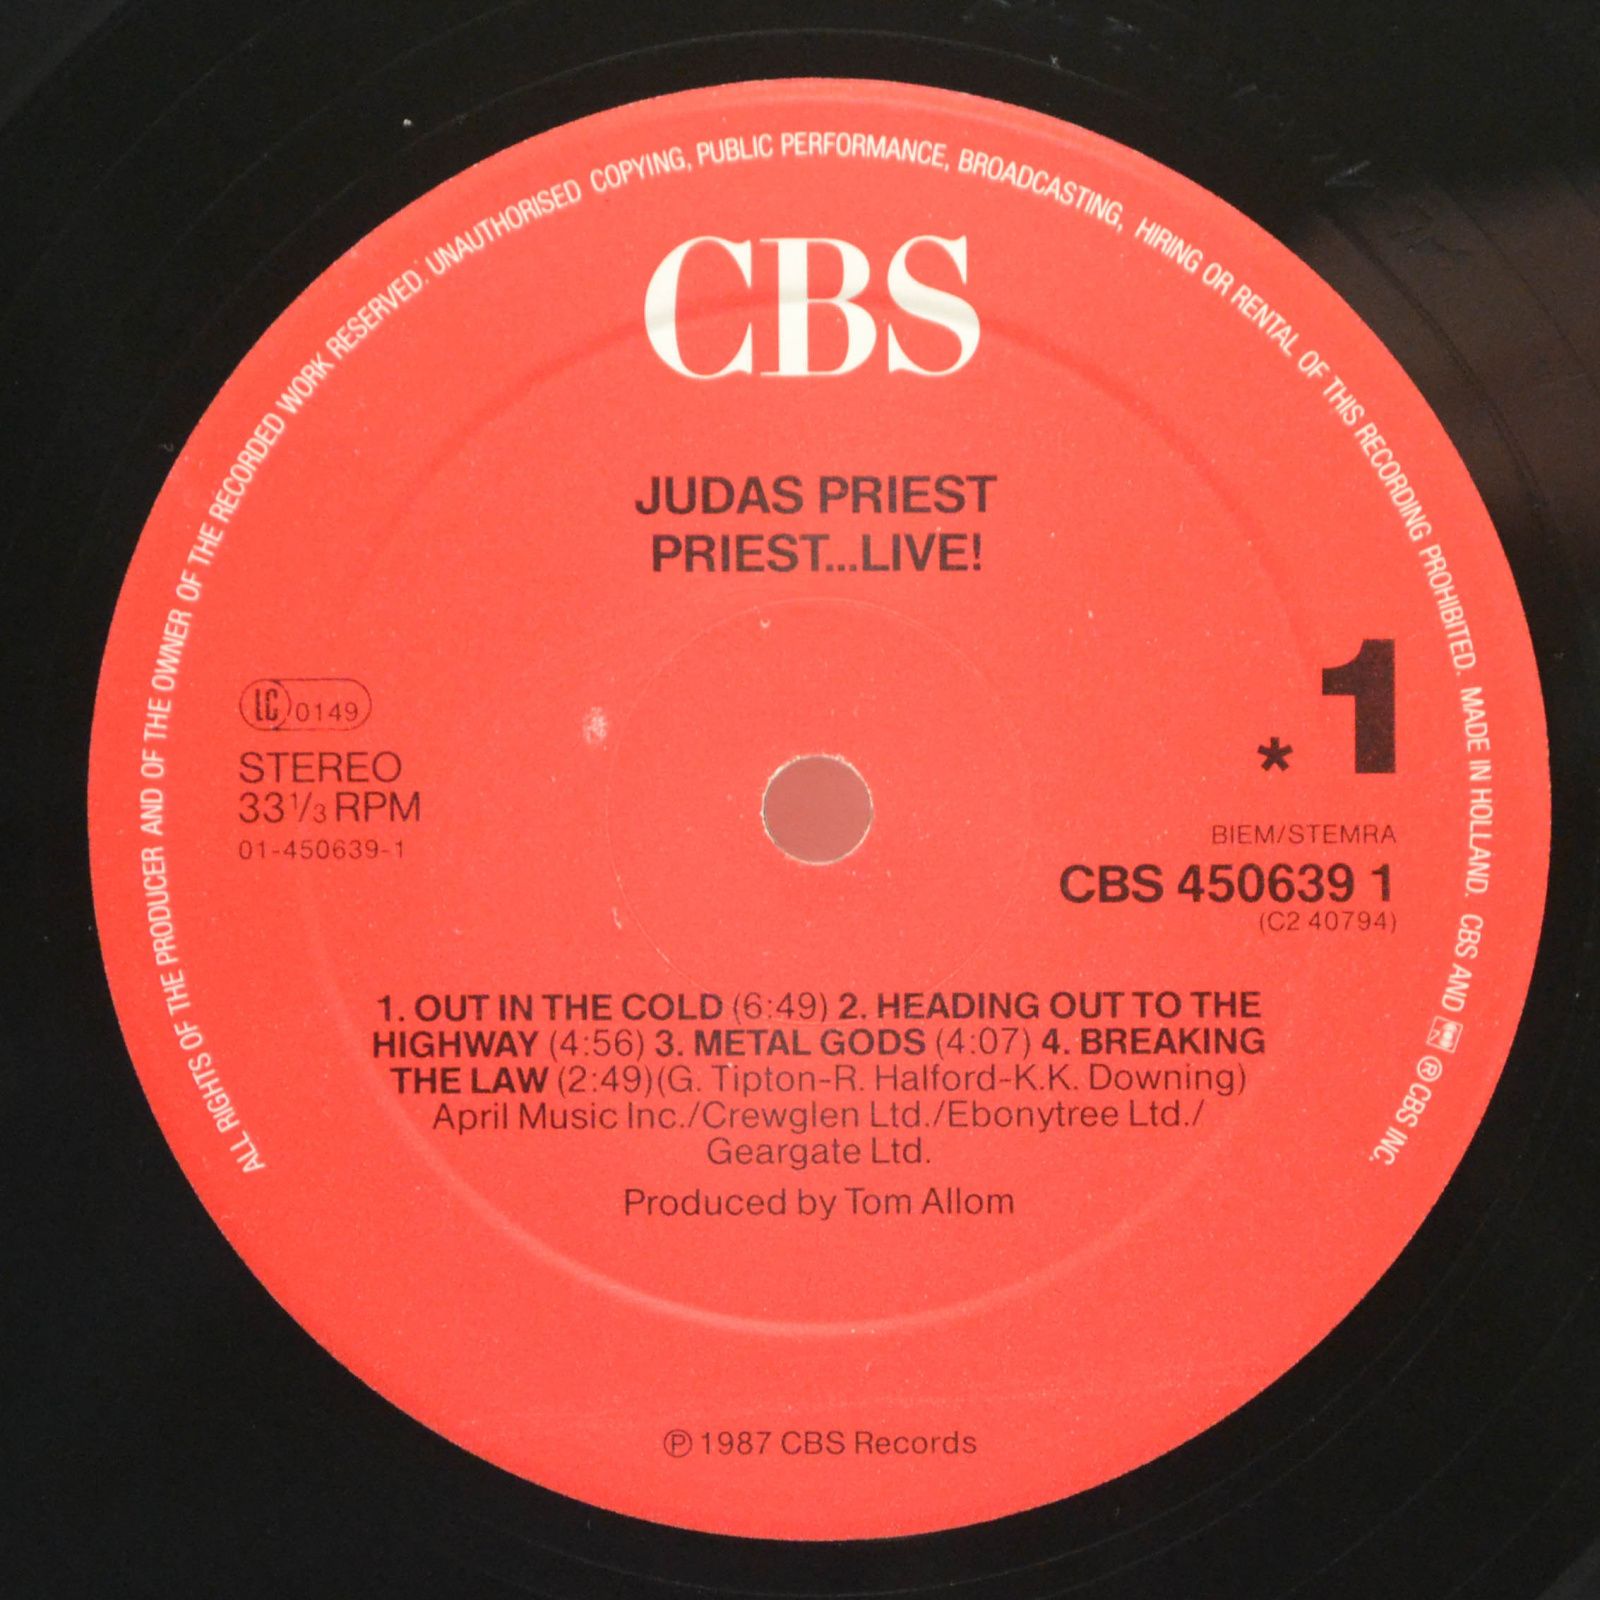 ALL RIGHTS OF THE PRODUCER AND OF THE OWNER OF THE RECORDED WORK RESERVED. UNAUTHORISED COPYING, PUBLIC PERFORMANCE, BROADCASTING, HIRING OR RENTAL OF THIS RECORDING PROHIBITED. MADE IN HOLLAND. CBS AND ® CBS INC.
CBS
JUDAS PRIEST
PRIEST...LIVE!
LC 0149
STEREO
33 1/3 RPM
01-450639-1
* 1
BIEM/STEMRA
CBS 450639 1
(C2 40794)
1. OUT IN THE COLD (6:49) 2. HEADING OUT TO THE
HIGHWAY (4:56) 3. METAL GODS (4:07) 4. BREAKING
THE LAW (2:49)(G. Tipton-R. Halford-K.K. Downing)
April Music Inc./Crewglen Ltd./Ebonytree Ltd./
Geargate Ltd.
Produced by Tom Allom
℗ 1987 CBS Records